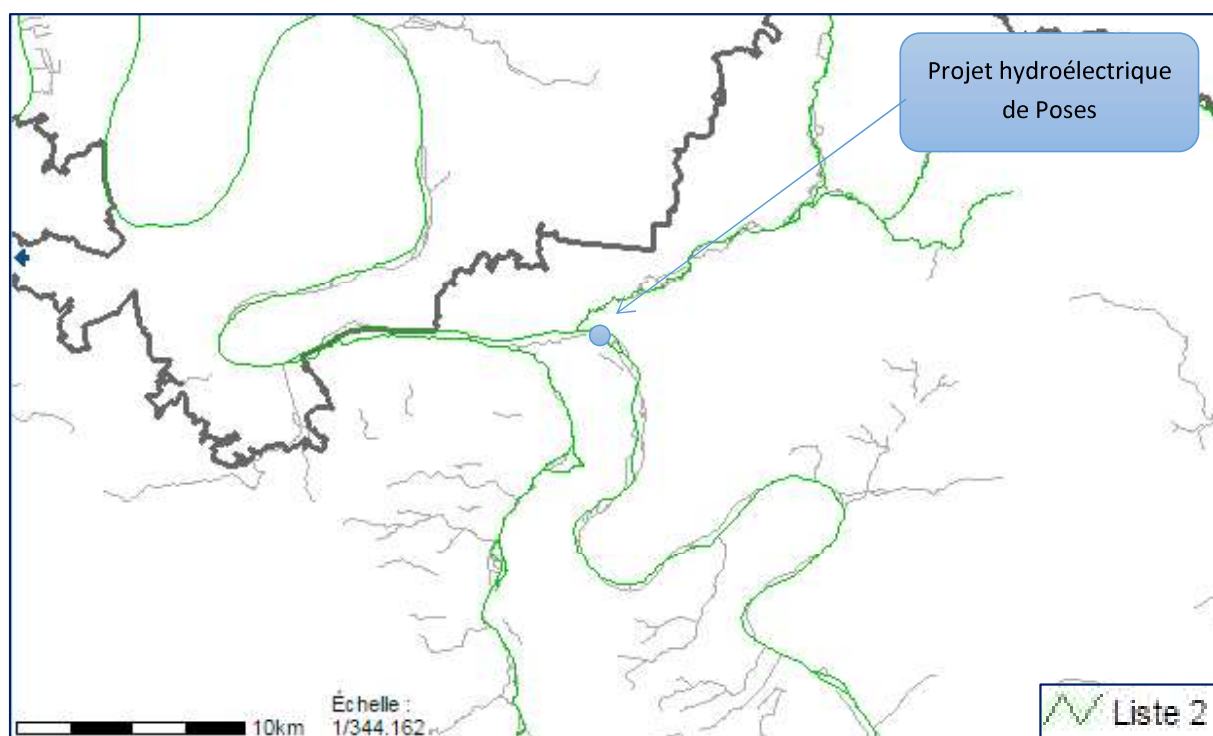 Projet hydroélectrique
de Poses
Échelle :
10km
1/344.162
Liste 2